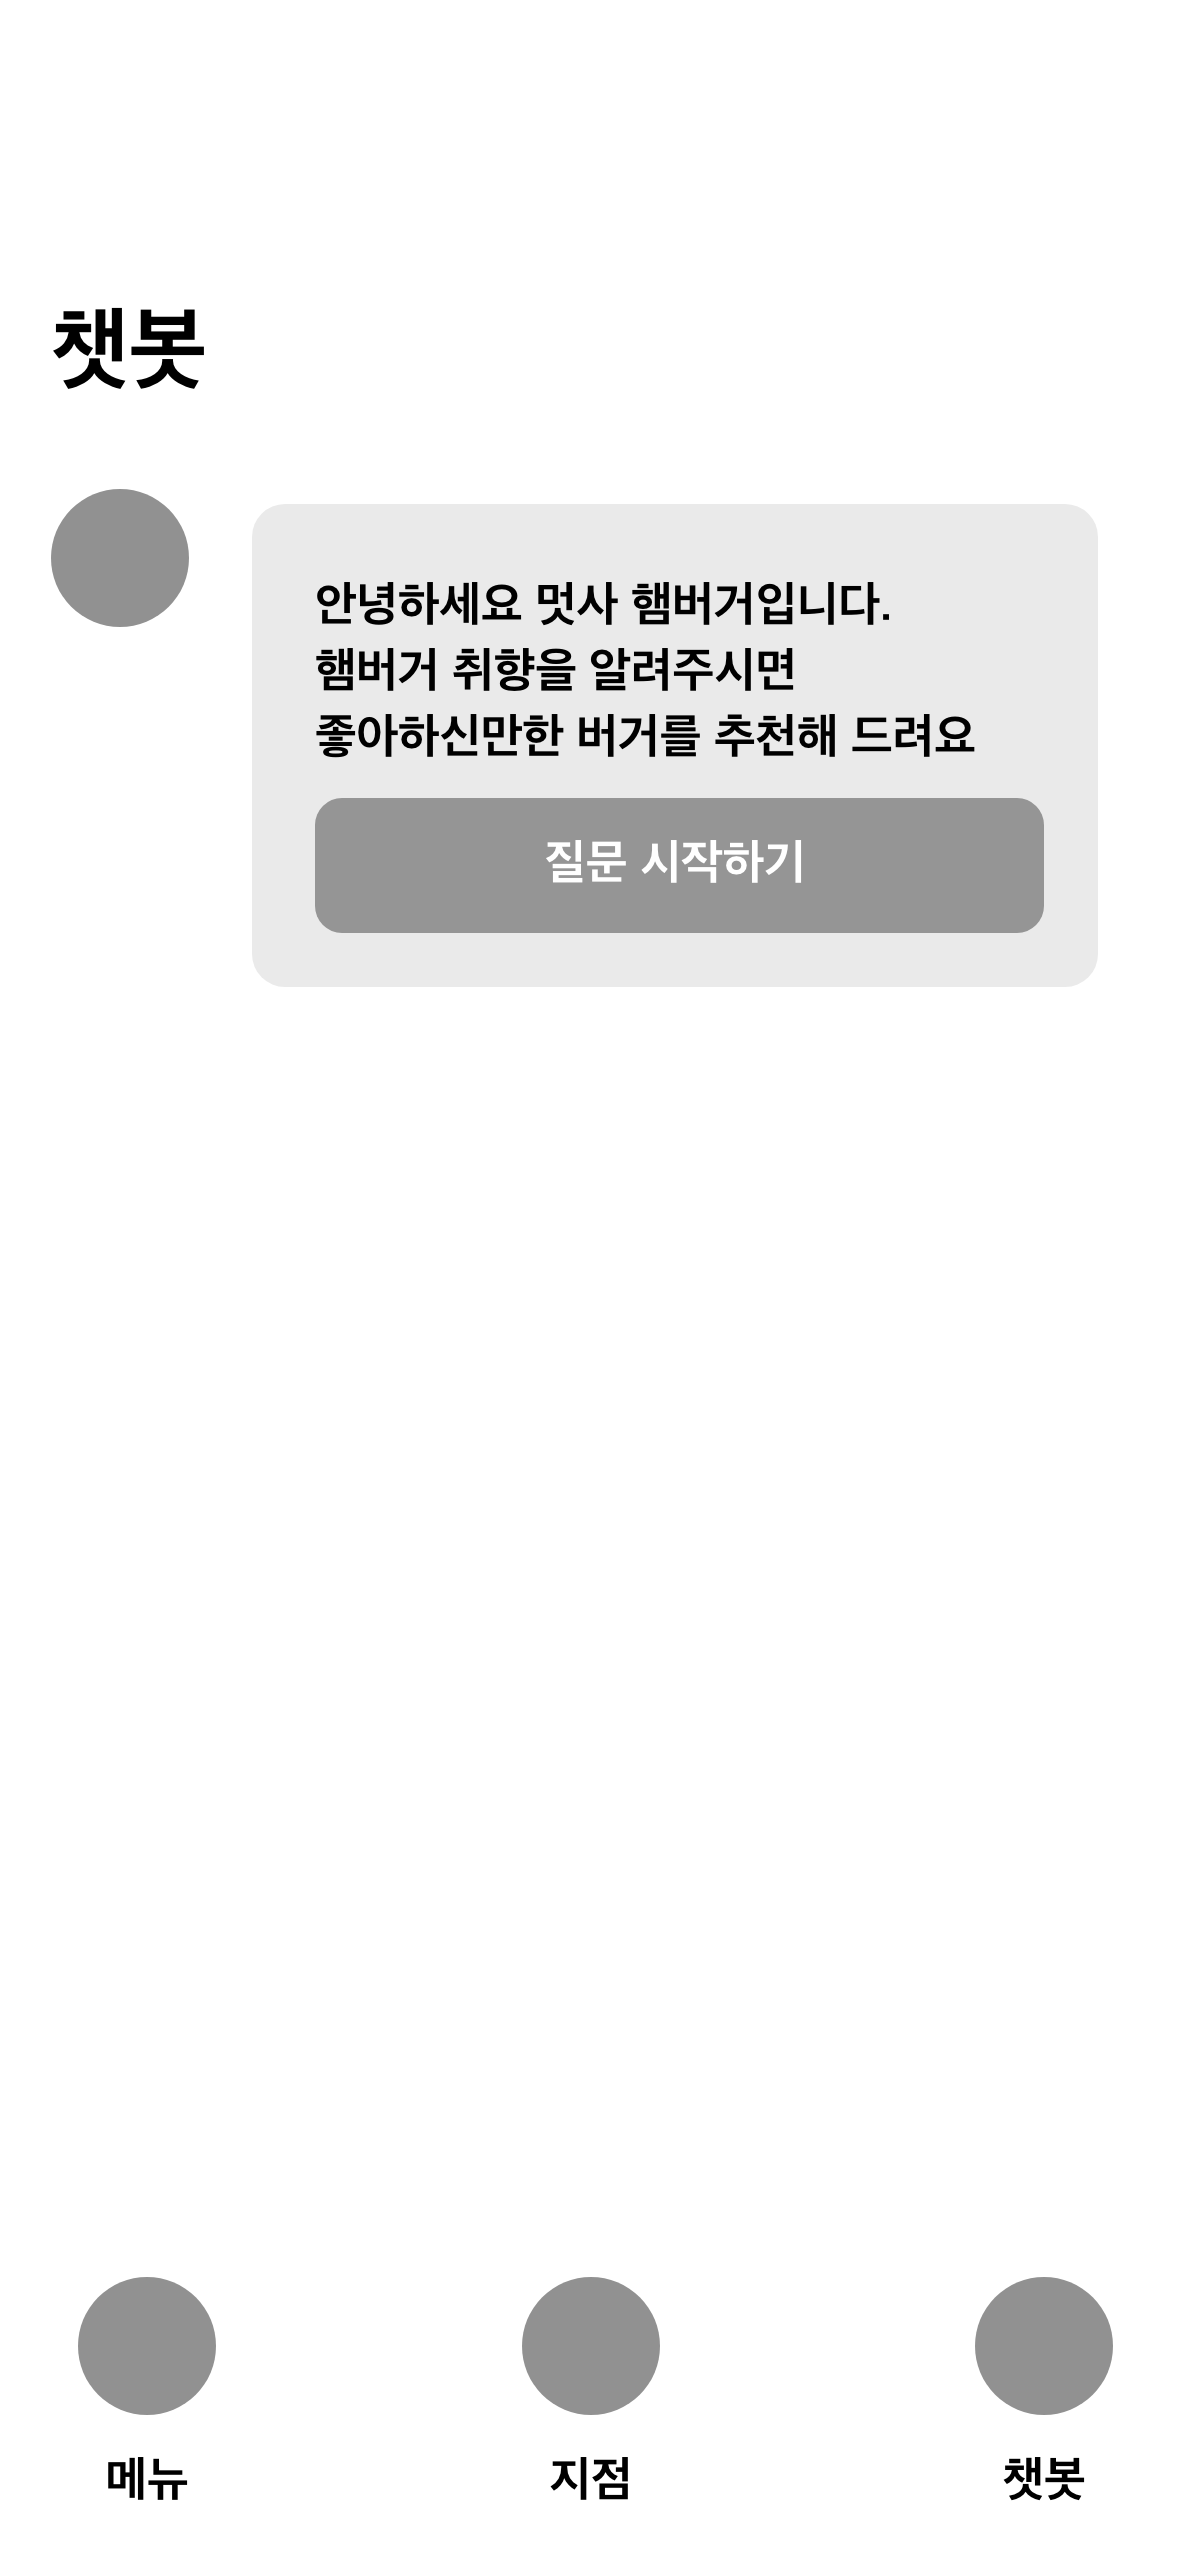 챗봇
안녕하세요 멋사 햄버거입니다.
햄버거 취향을 알려주시면
좋아하신만한 버거를 추천해 드려요
질문 시작하기
메뉴
지점
챗봇